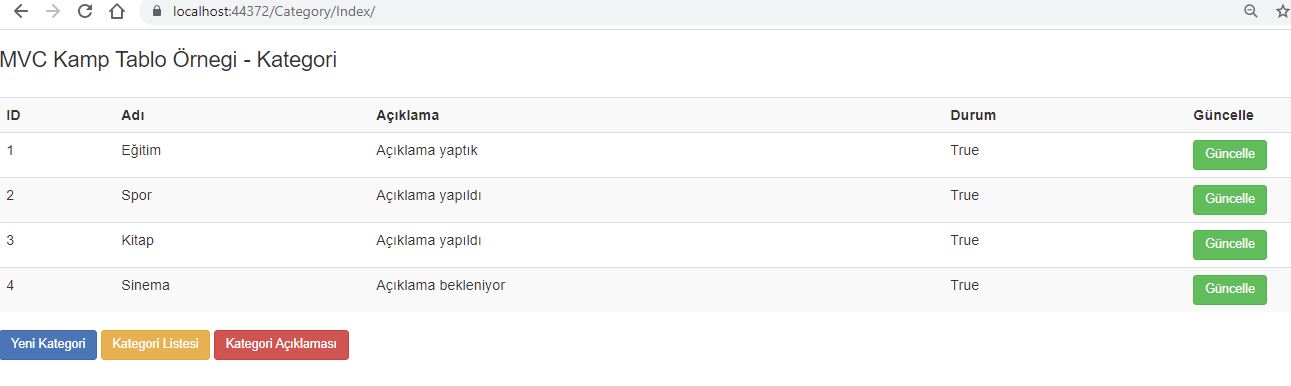 localhost:44372/Category/Index/
MVC Kamp Tablo Örnegi - Kategori
ID Adı Açıklama Durum Güncelle
1 Eğitim Açıklama yaptık True Güncelle
2 Spor Açıklama yapıldı True Güncelle
3 Kitap Açıklama yapıldı True Güncelle
4 Sinema Açıklama bekleniyor True Güncelle
Yeni Kategori Kategori Listesi Kategori Açıklaması